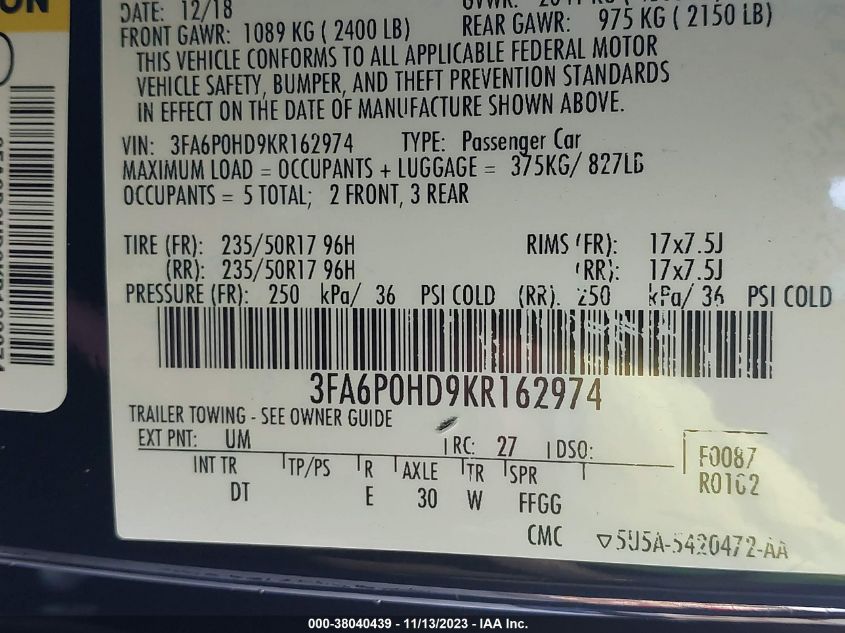 ON
DATE: 12/18
FRONT GAWR: 1089 KG ( 2400 LB) REAR GAWR: 975 KG ( 2150 LB)
THIS VEHICLE CONFORMS TO ALL APPLICABLE FEDERAL MOTOR
VEHICLE SAFETY, BUMPER, AND THEFT PREVENTION STANDARDS
IN EFFECT ON THE DATE OF MANUFACTURE SHOWN ABOVE.
VIN: 3FA6P0HD9KR162974 TYPE: Passenger Car
MAXIMUM LOAD = OCCUPANTS + LUGGAGE = 375KG/ 827LB
OCCUPANTS = 5 TOTAL; 2 FRONT, 3 REAR
TIRE (FR): 235/50R17 96H RIMS (FR): 17x7.5J
(RR): 235/50R17 96H (RR): 17x7.5J
PRESSURE (FR): 250 kPa/ 36 PSI COLD (RR): 250 kPa/ 36 PSI COLD
3FA6P0HD9KR162974
TRAILER TOWING - SEE OWNER GUIDE
EXT PNT: UM RC: 27 DSO:
F0087
R0102
INT TR TP/PS R AXLE TR SPR
DT E 30 W FFGG
CMC ▽5U5A-5420472-AA
000-38040439 - 11/13/2023 - IAA Inc.